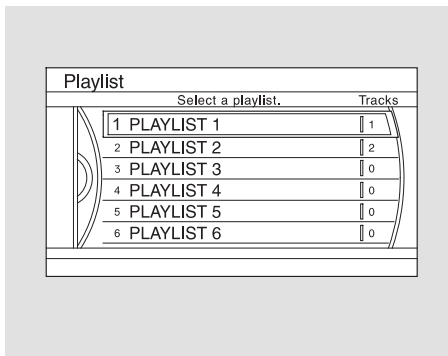 Playlist
Select a playlist. Tracks
1 PLAYLIST 1 1
2 PLAYLIST 2 2
3 PLAYLIST 3 0
4 PLAYLIST 4 0
5 PLAYLIST 5 0
6 PLAYLIST 6 0